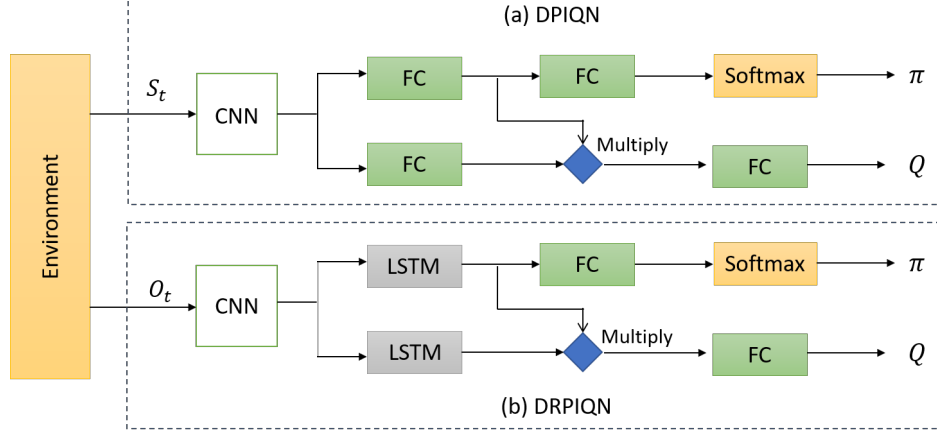 (a) DPIQN
Environment
S_t
CNN
FC
FC
Softmax
π
FC
Multiply
FC
Q
O_t
CNN
LSTM
FC
Softmax
π
LSTM
Multiply
FC
Q
(b) DRPIQN